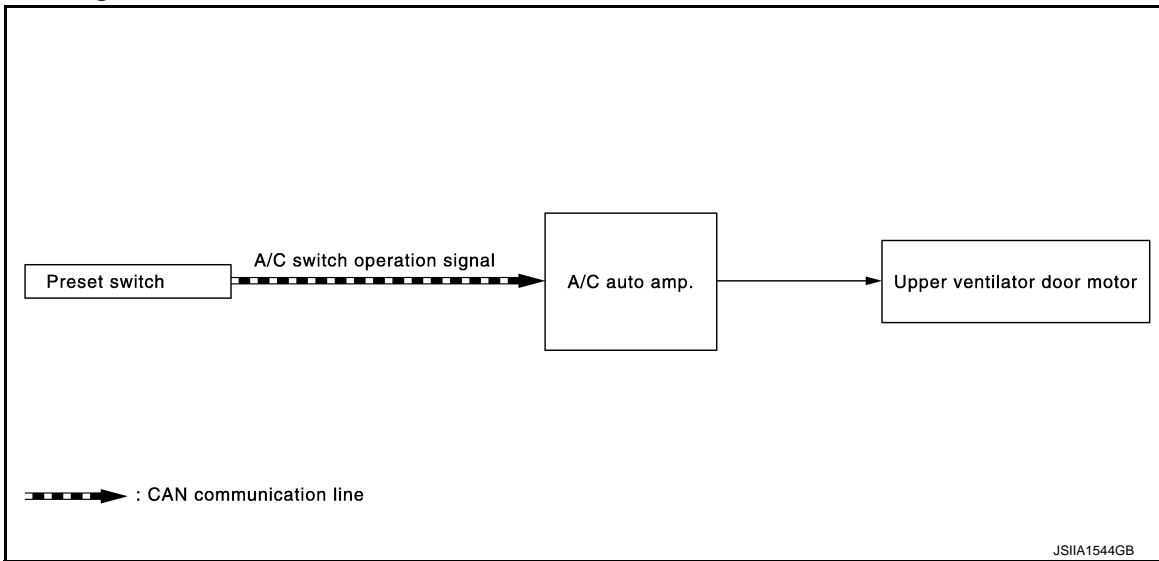 A/C switch operation signal
Preset switch
A/C auto amp.
Upper ventilator door motor
: CAN communication line
JSIIA1544GB